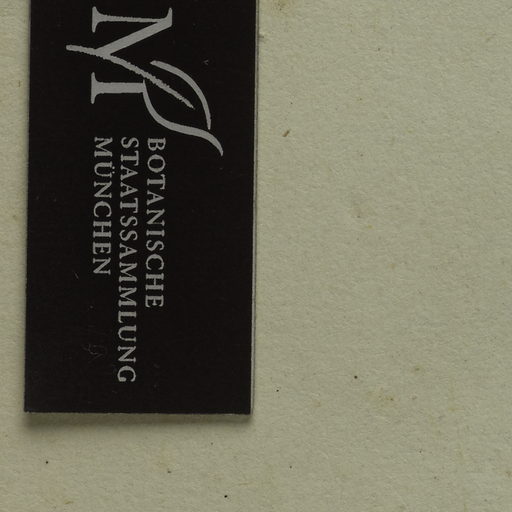 M
BOTANISCHE
STAATSSAMMLUNG
MÜNCHEN